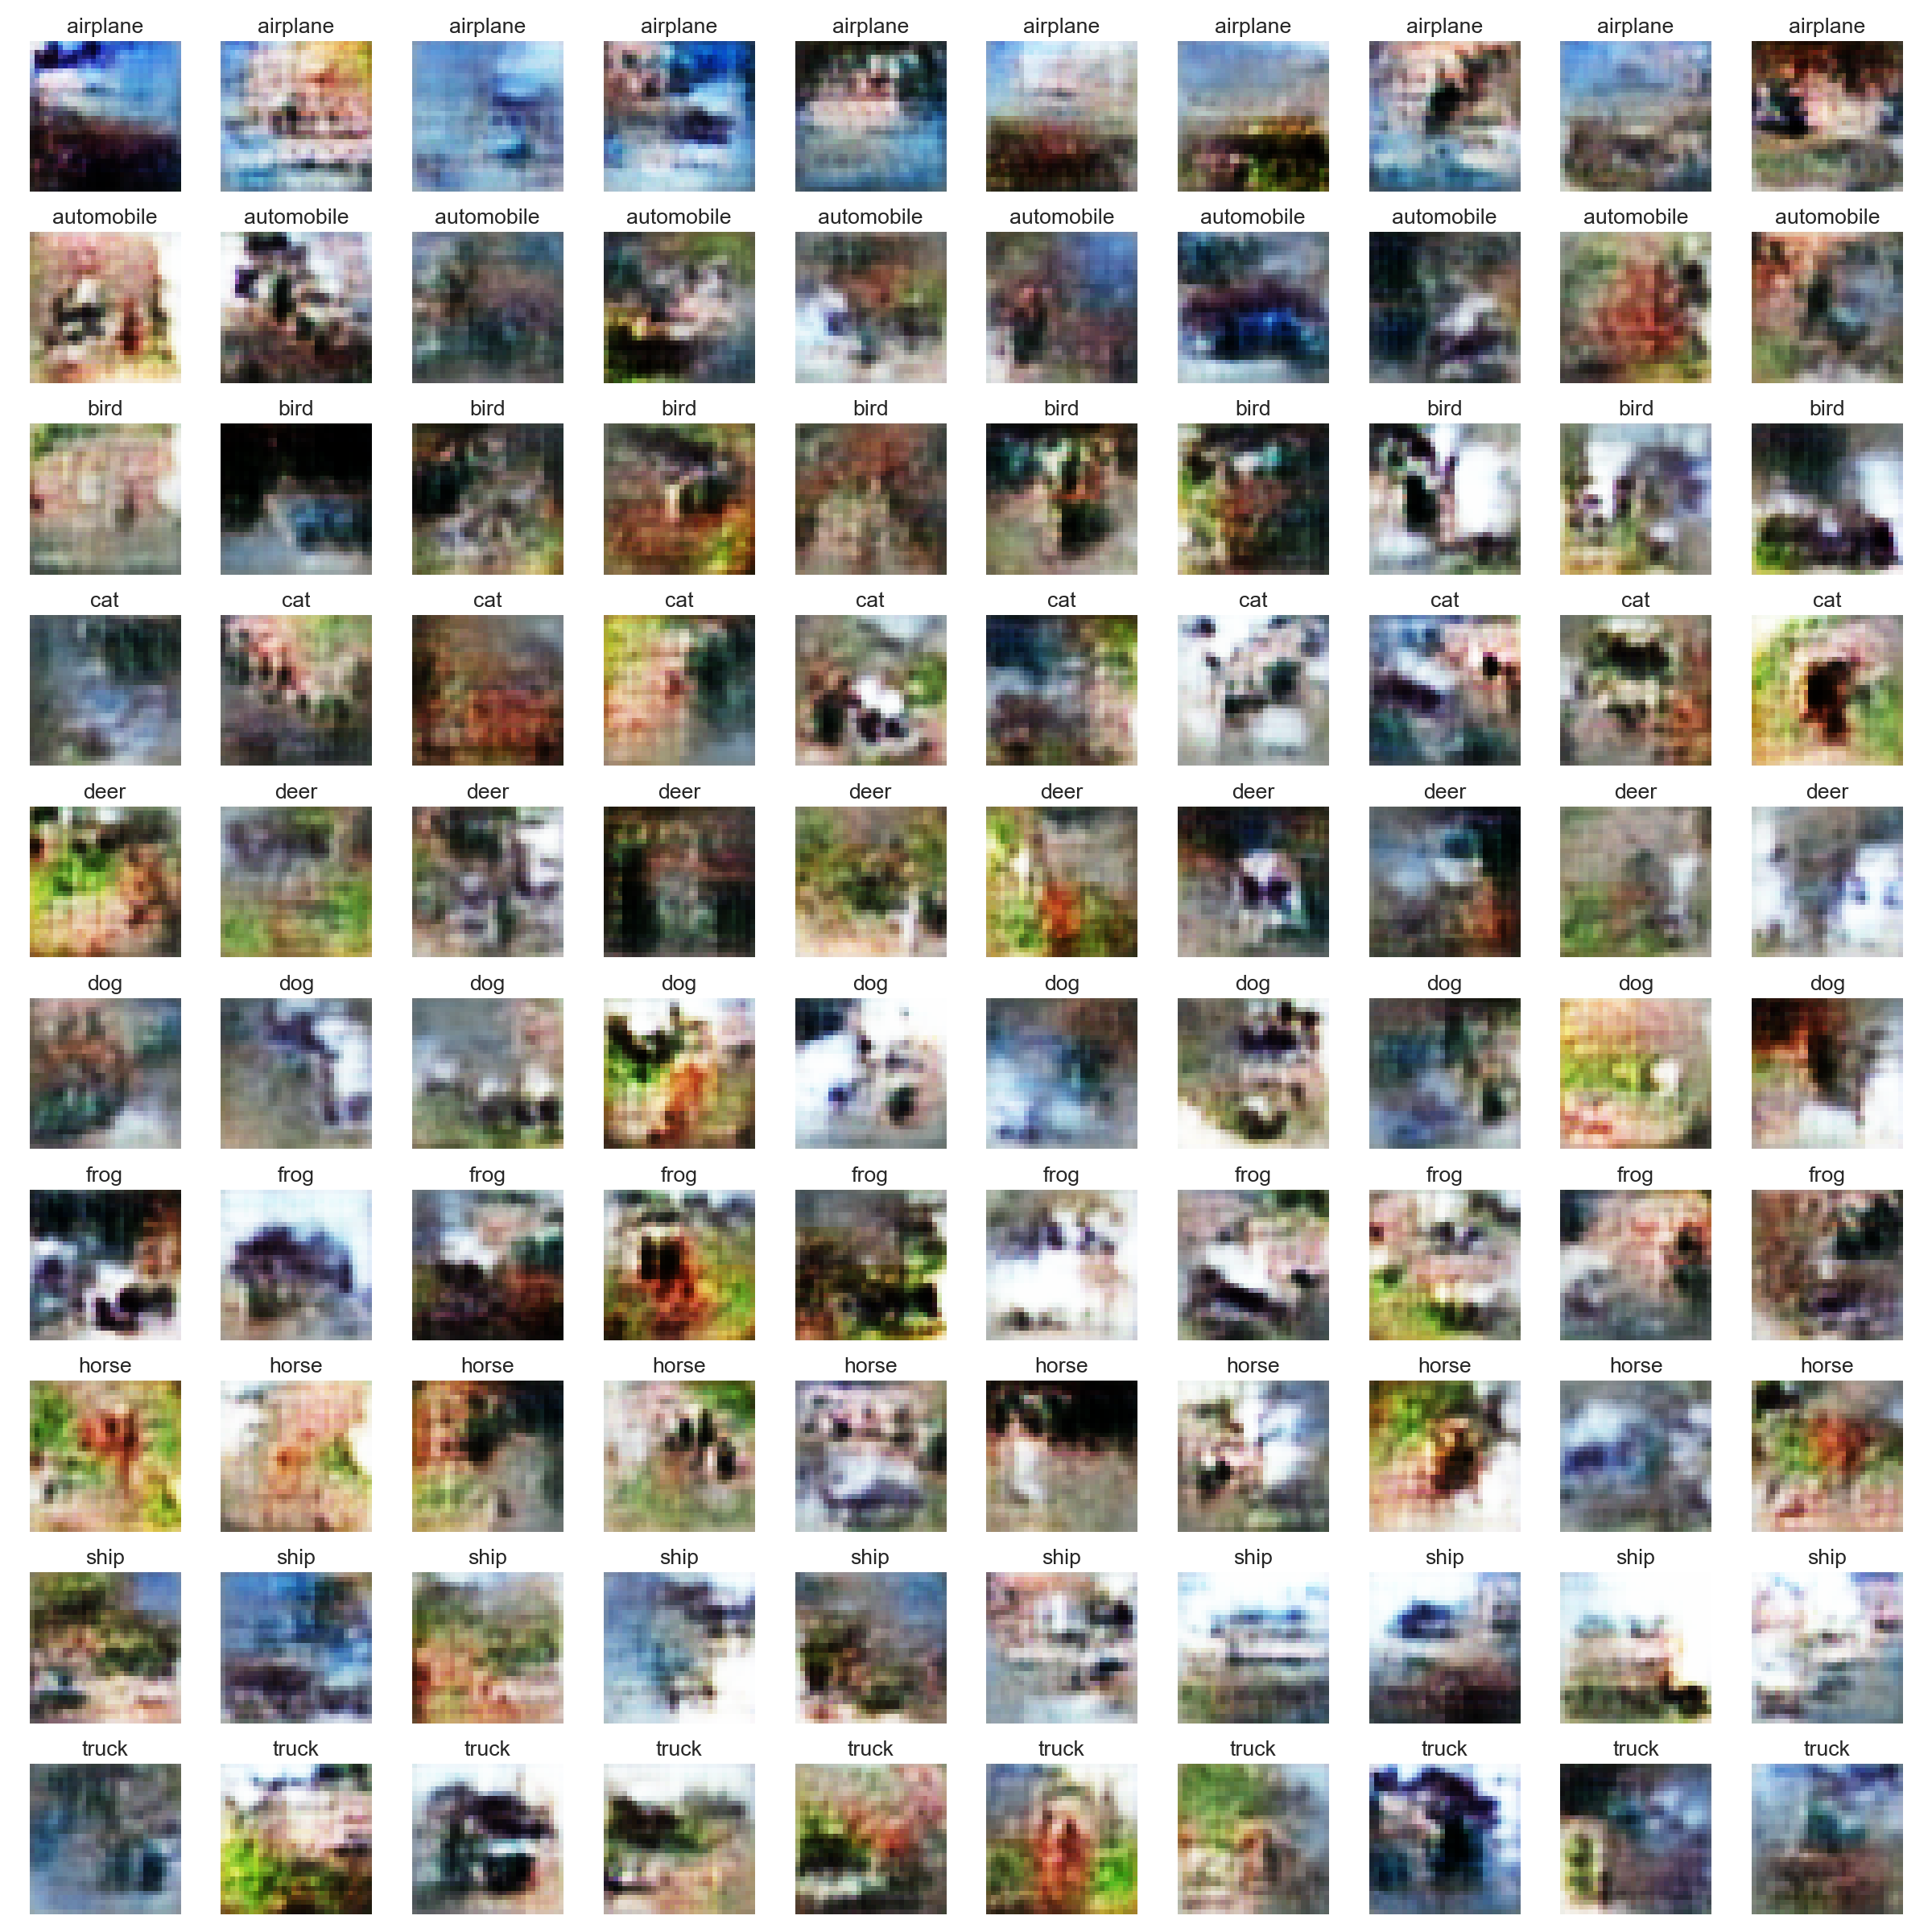 airplane airplane airplane airplane airplane airplane airplane airplane airplane airplane
automobile automobile automobile automobile automobile automobile automobile automobile automobile automobile
bird bird bird bird bird bird bird bird bird bird
cat cat cat cat cat cat cat cat cat cat
deer deer deer deer deer deer deer deer deer deer
dog dog dog dog dog dog dog dog dog dog
frog frog frog frog frog frog frog frog frog frog
horse horse horse horse horse horse horse horse horse horse
ship ship ship ship ship ship ship ship ship ship
truck truck truck truck truck truck truck truck truck truck